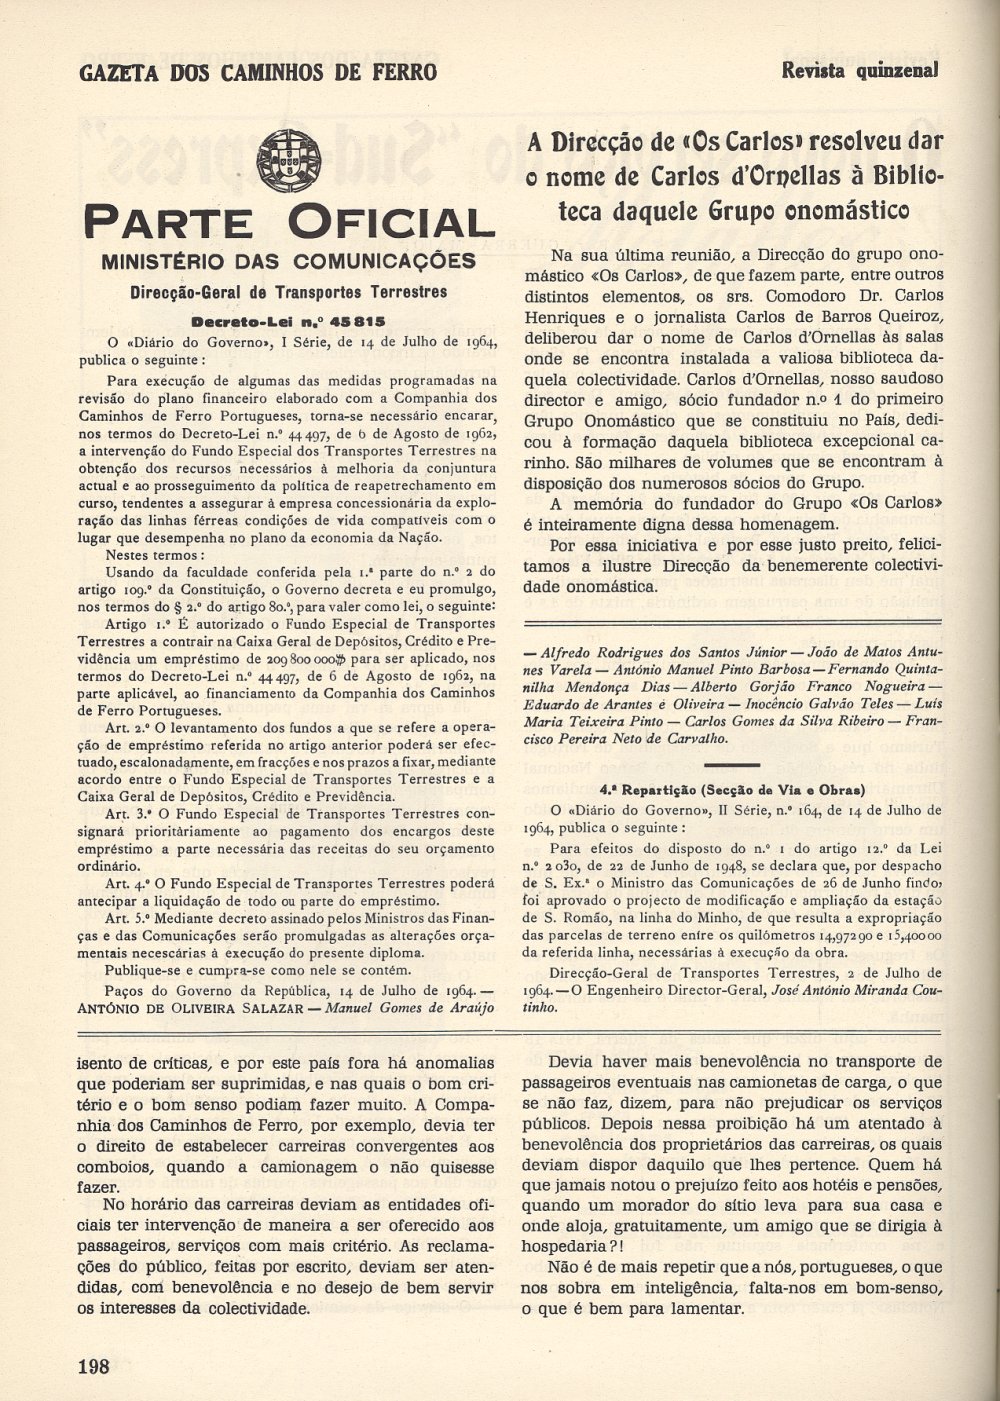 GAZETA DOS CAMINHOS DE FERRO
Revista quinzenal
PARTE OFICIAL
MINISTÉRIO DAS COMUNICAÇÕES
Direcção-Geral de Transportes Terrestres
Decreto-Lei n.º 45815
O «Diário do Governo», I Série, de 14 de Julho de 1964,
publica o seguinte :
Para execução de algumas das medidas programadas na
revisão do plano financeiro elaborado com a Companhia dos
Caminhos de Ferro Portugueses, torna-se necessário encarar,
nos termos do Decreto-Lei n.º 44 497, de 6 de Agosto de 1962,
a intervenção do Fundo Especial dos Transportes Terrestres na
obtenção dos recursos necessários à melhoria da conjuntura
actual e ao prosseguimento da política de reapetrechamento em
curso, tendentes a assegurar à empresa concessionária da explo-
ração das linhas férreas condições de vida compatíveis com o
lugar que desempenha no plano da economia da Nação.
Nestes termos :
Usando da faculdade conferida pela 1.ª parte do n.º 2 do
artigo 109.º da Constituição, o Governo decreta e eu promulgo,
nos termos do § 2.º do artigo 80.º, para valer como lei, o seguinte:
Artigo 1.º É autorizado o Fundo Especial de Transportes
Terrestres a contrair na Caixa Geral de Depósitos, Crédito e Pre-
vidência um empréstimo de 209 800 000$ para ser aplicado, nos
termos do Decreto-Lei n.º 44 497, de 6 de Agosto de 1962, na
parte aplicável, ao financiamento da Companhia dos Caminhos
de Ferro Portugueses.
Art. 2.º O levantamento dos fundos a que se refere a opera-
ção de empréstimo referida no artigo anterior poderá ser efec-
tuado, escalonadamente, em fracções e nos prazos a fixar, mediante
acordo entre o Fundo Especial de Transportes Terrestres e a
Caixa Geral de Depósitos, Crédito e Previdência.
Art. 3.º O Fundo Especial de Transportes Terrestres con-
signará prioritàriamente ao pagamento dos encargos deste
empréstimo a parte necessária das receitas do seu orçamento
ordinário.
Art. 4.º O Fundo Especial de Transportes Terrestres poderá
antecipar a liquidação de todo ou parte do empréstimo.
Art. 5.º Mediante decreto assinado pelos Ministros das Finan-
ças e das Comunicações serão promulgadas as alterações orça-
mentais necescárias à execução do presente diploma.
Publique-se e cumpra-se como nele se contém.
Paços do Governo da República, 14 de Julho de 1964. —
ANTÓNIO DE OLIVEIRA SALAZAR — Manuel Gomes de Araújo
A Direcção de «Os Carlos» resolveu dar
o nome de Carlos d'Ornellas à Biblio-
teca daquele Grupo onomástico
Na sua última reunião, a Direcção do grupo ono-
mástico «Os Carlos», de que fazem parte, entre outros
distintos elementos, os srs. Comodoro Dr. Carlos
Henriques e o jornalista Carlos de Barros Queiroz,
deliberou dar o nome de Carlos d'Ornellas às salas
onde se encontra instalada a valiosa biblioteca da-
quela colectividade. Carlos d'Ornellas, nosso saudoso
director e amigo, sócio fundador n.º 1 do primeiro
Grupo Onomástico que se constituiu no País, dedi-
cou à formação daquela biblioteca excepcional ca-
rinho. São milhares de volumes que se encontram à
disposição dos numerosos sócios do Grupo.
A memória do fundador do Grupo «Os Carlos»
é inteiramente digna dessa homenagem.
Por essa iniciativa e por esse justo preito, felici-
tamos a ilustre Direcção da benemerente colectivi-
dade onomástica.
— Alfredo Rodrigues dos Santos Júnior — João de Matos Antu-
nes Varela — António Manuel Pinto Barbosa — Fernando Quinta-
nilha Mendonça Dias — Alberto Gorjão Franco Nogueira —
Eduardo de Arantes e Oliveira — Inocêncio Galvão Teles — Luís
Maria Teixeira Pinto — Carlos Gomes da Silva Ribeiro — Fran-
cisco Pereira Neto de Carvalho.
4.ª Repartição (Secção de Via e Obras)
O «Diário do Governo», II Série, n.º 164, de 14 de Julho de
1964, publica o seguinte :
Para efeitos do disposto do n.º 1 do artigo 12.º da Lei
n.º 2 030, de 22 de Junho de 1948, se declara que, por despacho
de S. Ex.ª o Ministro das Comunicações de 26 de Junho findo,
foi aprovado o projecto de modificação e ampliação da estação
de S. Romão, na linha do Minho, de que resulta a expropriação
das parcelas de terreno entre os quilómetros 14,972 90 e 15,400 00
da referida linha, necessárias à execução da obra.
Direcção-Geral de Transportes Terrestres, 2 de Julho de
1964. — O Engenheiro Director-Geral, José António Miranda Cou-
tinho.
isento de críticas, e por este país fora há anomalias
que poderiam ser suprimidas, e nas quais o bom cri-
tério e o bom senso podiam fazer muito. A Compa-
nhia dos Caminhos de Ferro, por exemplo, devia ter
o direito de estabelecer carreiras convergentes aos
comboios, quando a camionagem o não quisesse
fazer.
No horário das carreiras deviam as entidades ofi-
ciais ter intervenção de maneira a ser oferecido aos
passageiros, serviços com mais critério. As reclama-
ções do público, feitas por escrito, deviam ser aten-
didas, com benevolência e no desejo de bem servir
os interesses da colectividade.
Devia haver mais benevolência no transporte de
passageiros eventuais nas camionetas de carga, o que
se não faz, dizem, para não prejudicar os serviços
públicos. Depois nessa proibição há um atentado à
benevolência dos proprietários das carreiras, os quais
deviam dispor daquilo que lhes pertence. Quem há
que jamais notou o prejuízo feito aos hotéis e pensões,
quando um morador do sítio leva para sua casa e
onde aloja, gratuitamente, um amigo que se dirigia à
hospedaria ?!
Não é de mais repetir que a nós, portugueses, o que
nos sobra em inteligência, falta-nos em bom-senso,
o que é bem para lamentar.
198